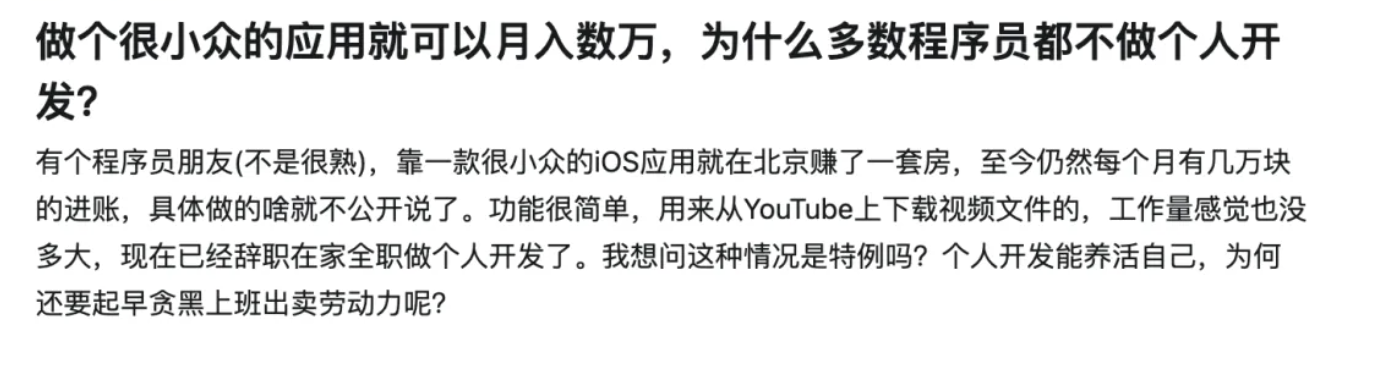 做个很小众的应用就可以月入数万，为什么多数程序员都不做个人开
发？
有个程序员朋友(不是很熟)，靠一款很小众的iOS应用就在北京赚了一套房，至今仍然每个月有几万块
的进账，具体做的啥就不公开说了。功能很简单，用来从YouTube上下载视频文件的，工作量感觉也没
多大，现在已经辞职在家全职做个人开发了。我想问这种情况是特例吗？个人开发能养活自己，为何
还要起早贪黑上班出卖劳动力呢？